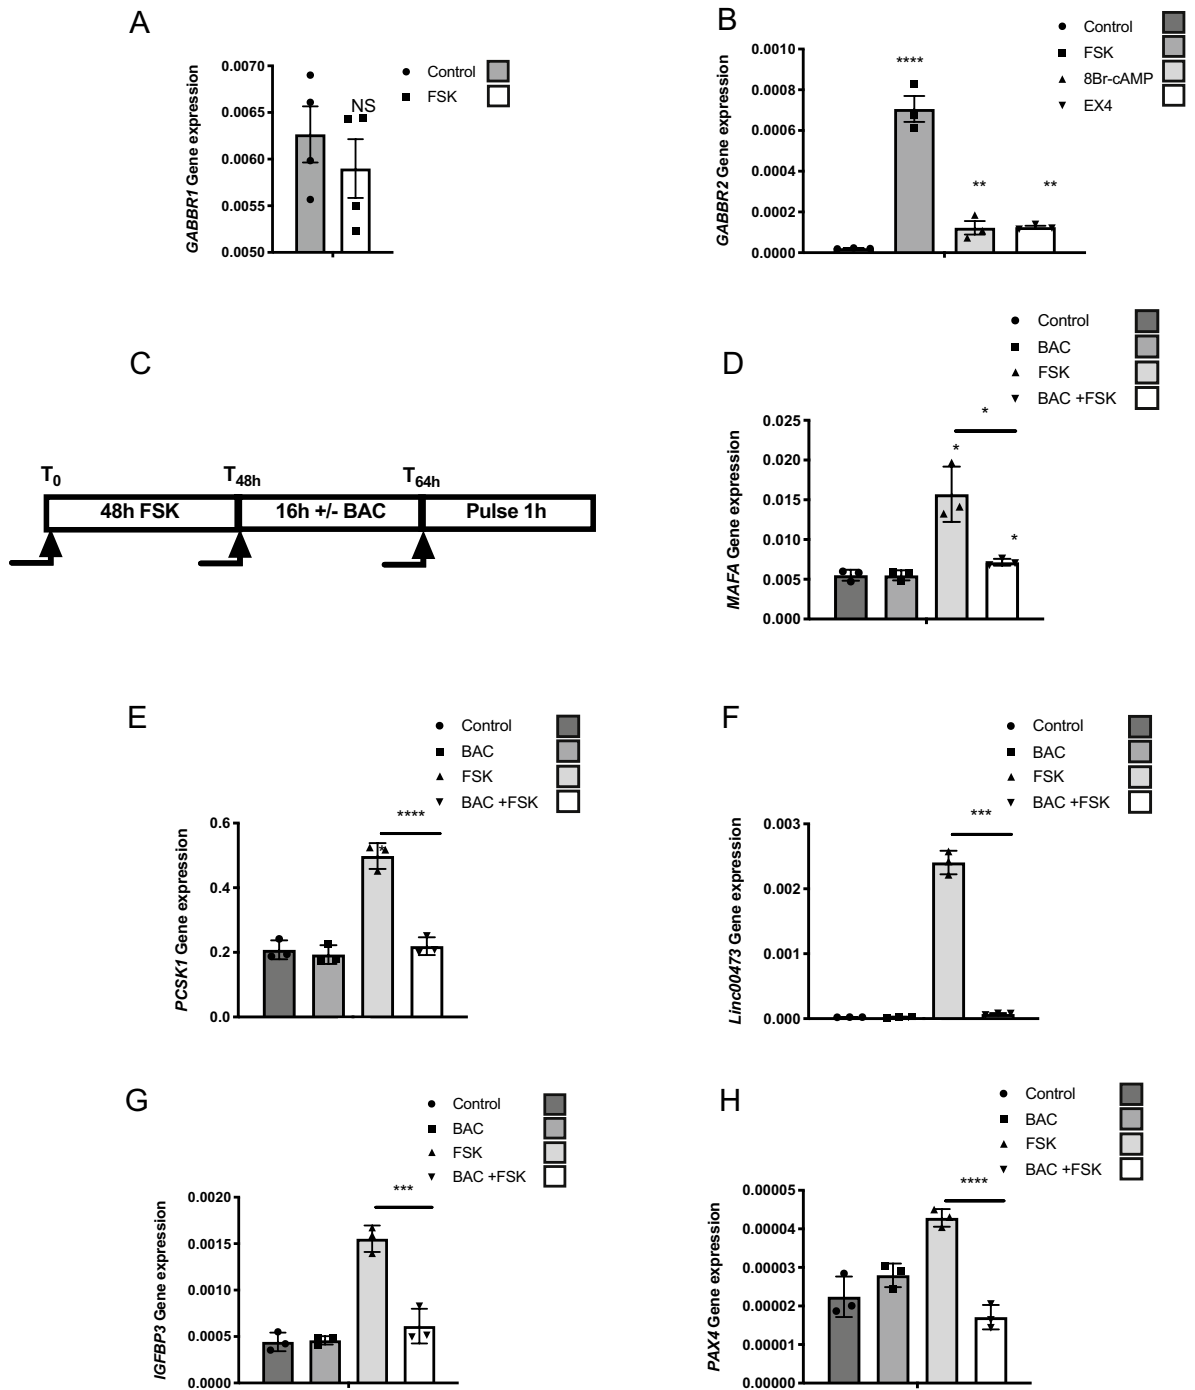 A
GABBR1 Gene expression
0.0070
0.0065
0.0060
0.0055
0.0050
NS
Control
FSK
B
GABBR2 Gene expression
0.0010
0.0008
0.0006
0.0004
0.0002
0.0000
****
**
**
Control
FSK
8Br-cAMP
EX4
C
T0
T48h
T64h
48h FSK
16h +/- BAC
Pulse 1h
D
Control
BAC
FSK
BAC +FSK
MAFA Gene expression
0.025
0.020
0.015
0.010
0.005
0.000
*
*
*
E
Control
BAC
FSK
BAC +FSK
PCSK1 Gene expression
0.6
0.4
0.2
0.0
****
*
F
Control
BAC
FSK
BAC +FSK
Linc00473 Gene expression
0.003
0.002
0.001
0.000
***
G
Control
BAC
FSK
BAC +FSK
IGFBP3 Gene expression
0.0020
0.0015
0.0010
0.0005
0.0000
***
H
Control
BAC
FSK
BAC +FSK
PAX4 Gene expression
0.00005
0.00004
0.00003
0.00002
0.00001
0.00000
****